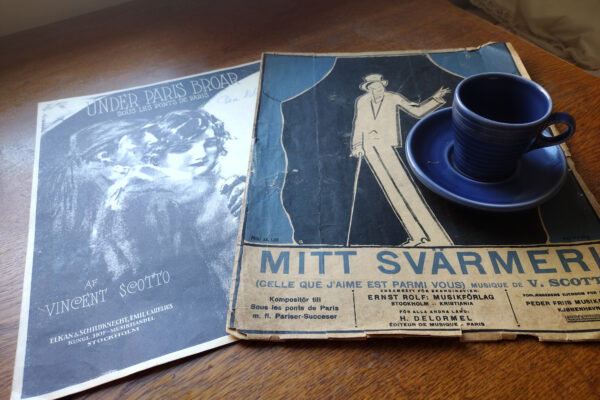 UNDER PARIS BROAR
SOUS LES PONTS DE PARIS
AF
VINCENT SCOTTO
ELKAN & SCHILDKNECHT, EMIL CARELIUS
KUNGL. HOF-MUSIKHANDEL
STOCKHOLM
MITT SVÄRMERI
(CELLE QUE J'AIME EST PARMI VOUS) MUSIQUE DE V. SCOTT
Kompositör till
Sous les ponts de Paris
m. fl. Pariser-Succeser
ENSAMRÄTT FÖR SKANDINAVIEN:
ERNST ROLF: MUSIKFÖRLAG
STOCKHOLM - KRISTIANIA
FÖR ALLA ANDRA LÄND.
H. DELORMEL
ÉDITEUR DE MUSIQUE - PARIS
PEDER FRIIS MUSIK
KJØBENHAVN